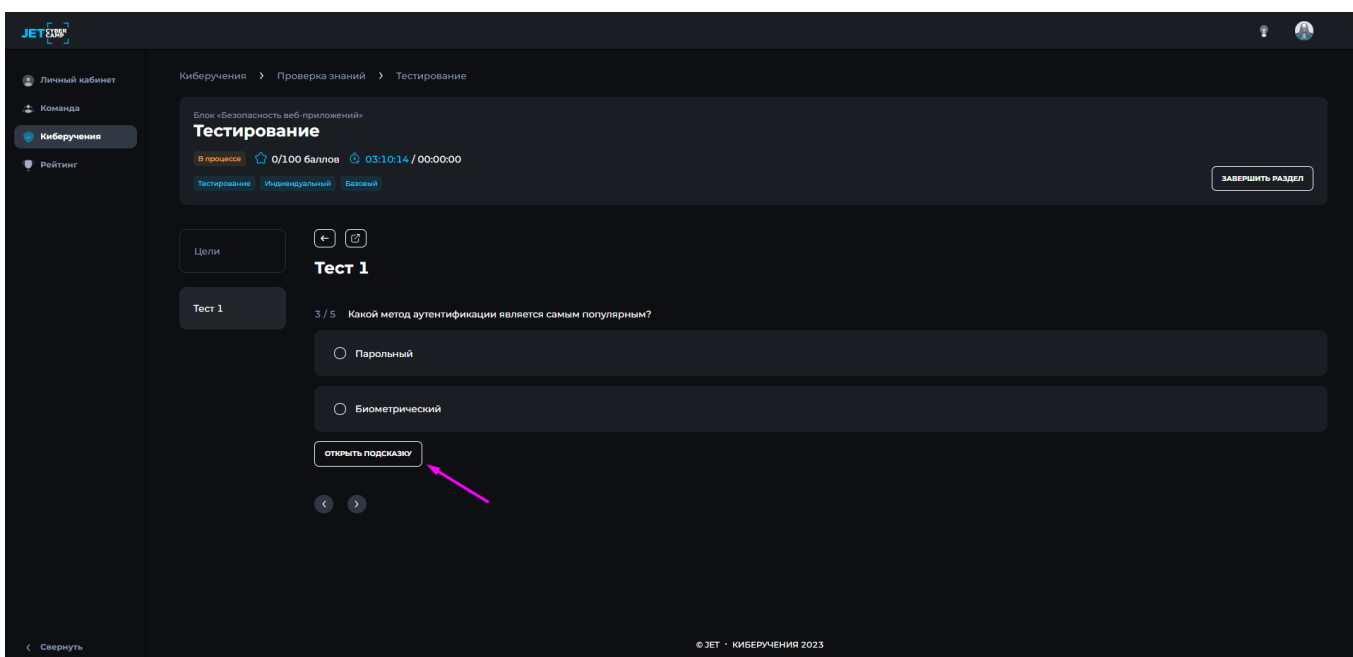 JET CYBER CAMP
Личный кабинет
Команда
Киберучения
Рейтинг
Киберучения > Проверка знаний > Тестирование
Блок «Безопасность веб-приложений»
Тестирование
В процессе 0/100 баллов 03:10:14 / 00:00:00
Тестирование Индивидуальный Базовый
ЗАВЕРШИТЬ РАЗДЕЛ
Цели
Тест 1
Тест 1
3 / 5 Какой метод аутентификации является самым популярным?
Парольный
Биометрический
ОТКРЫТЬ ПОДСКАЗКУ
Свернуть
© JET · КИБЕРУЧЕНИЯ 2023